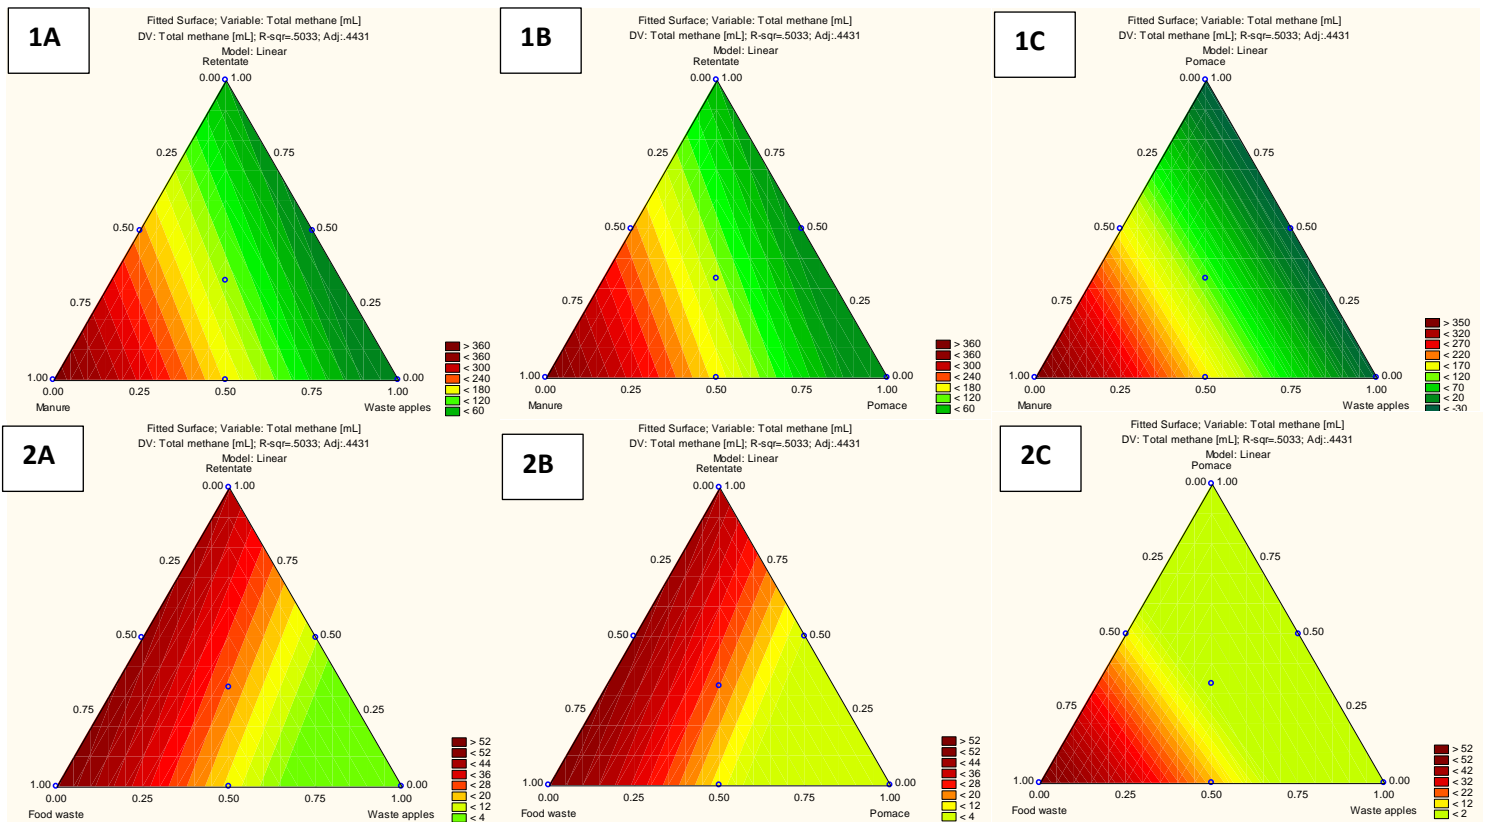 1A
Fitted Surface; Variable: Total methane [mL]
DV: Total methane [mL]; R-sqr=.5033; Adj:.4431
Model: Linear
Retentate
0.00 1.00
0.25 0.75
0.50 0.50
0.75 0.25
1.00 0.00
0.00 0.25 0.50 0.75 1.00
Manure Waste apples
> 360
< 360
< 300
< 240
< 180
< 120
< 60
1B
Fitted Surface; Variable: Total methane [mL]
DV: Total methane [mL]; R-sqr=.5033; Adj:.4431
Model: Linear
Retentate
0.00 1.00
0.25 0.75
0.50 0.50
0.75 0.25
1.00 0.00
0.00 0.25 0.50 0.75 1.00
Manure Pomace
> 360
< 360
< 300
< 240
< 180
< 120
< 60
1C
Fitted Surface; Variable: Total methane [mL]
DV: Total methane [mL]; R-sqr=.5033; Adj:.4431
Model: Linear
Pomace
0.00 1.00
0.25 0.75
0.50 0.50
0.75 0.25
1.00 0.00
0.00 0.25 0.50 0.75 1.00
Manure Waste apples
> 350
< 320
< 270
< 220
< 170
< 120
< 70
< 20
< -30
2A
Fitted Surface; Variable: Total methane [mL]
DV: Total methane [mL]; R-sqr=.5033; Adj:.4431
Model: Linear
Retentate
0.00 1.00
0.25 0.75
0.50 0.50
0.75 0.25
1.00 0.00
0.00 0.25 0.50 0.75 1.00
Food waste Waste apples
> 52
< 52
< 44
< 36
< 28
< 20
< 12
< 4
2B
Fitted Surface; Variable: Total methane [mL]
DV: Total methane [mL]; R-sqr=.5033; Adj:.4431
Model: Linear
Retentate
0.00 1.00
0.25 0.75
0.50 0.50
0.75 0.25
1.00 0.00
0.00 0.25 0.50 0.75 1.00
Food waste Pomace
> 52
< 52
< 44
< 36
< 28
< 20
< 12
< 4
2C
Fitted Surface; Variable: Total methane [mL]
DV: Total methane [mL]; R-sqr=.5033; Adj:.4431
Model: Linear
Pomace
0.00 1.00
0.25 0.75
0.50 0.50
0.75 0.25
1.00 0.00
0.00 0.25 0.50 0.75 1.00
Food waste Waste apples
> 52
< 52
< 42
< 32
< 22
< 12
< 2